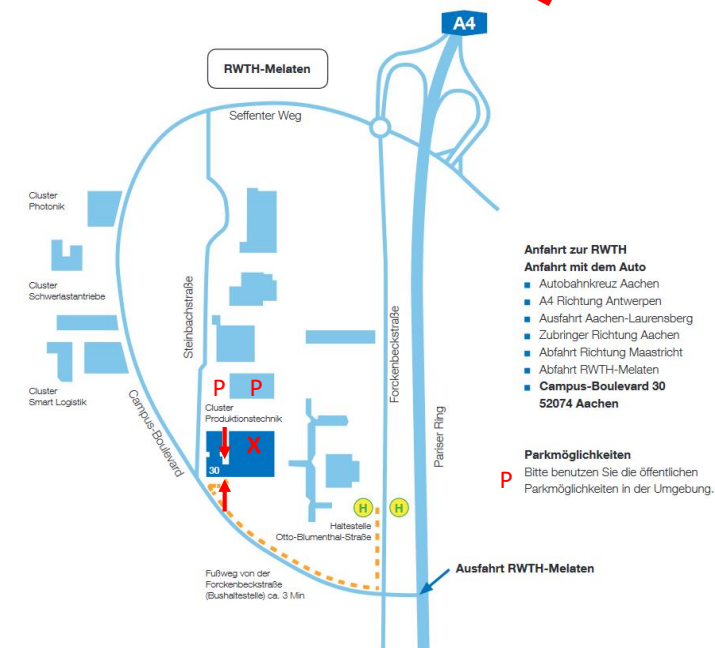 A4
RWTH-Melaten
Seffenter Weg
Cluster
Photonik
Cluster
Schwerlastantriebe
Cluster
Smart Logistik
Steinbachstraße
Campus-Boulevard
Forckenbeckstraße
Pariser Ring
P P
Cluster
Produktionstechnik
X
30
H H
Haltestelle
Otto-Blumenthal-Straße
Fußweg von der
Forckenbeckstraße
(Bushaltestelle) ca. 3 Min
Ausfahrt RWTH-Melaten
Anfahrt zur RWTH
Anfahrt mit dem Auto
Autobahnkreuz Aachen
A4 Richtung Antwerpen
Ausfahrt Aachen-Laurensberg
Zubringer Richtung Aachen
Abfahrt Richtung Maastricht
Abfahrt RWTH-Melaten
Campus-Boulevard 30
52074 Aachen
Parkmöglichkeiten
P Bitte benutzen Sie die öffentlichen
Parkmöglichkeiten in der Umgebung.